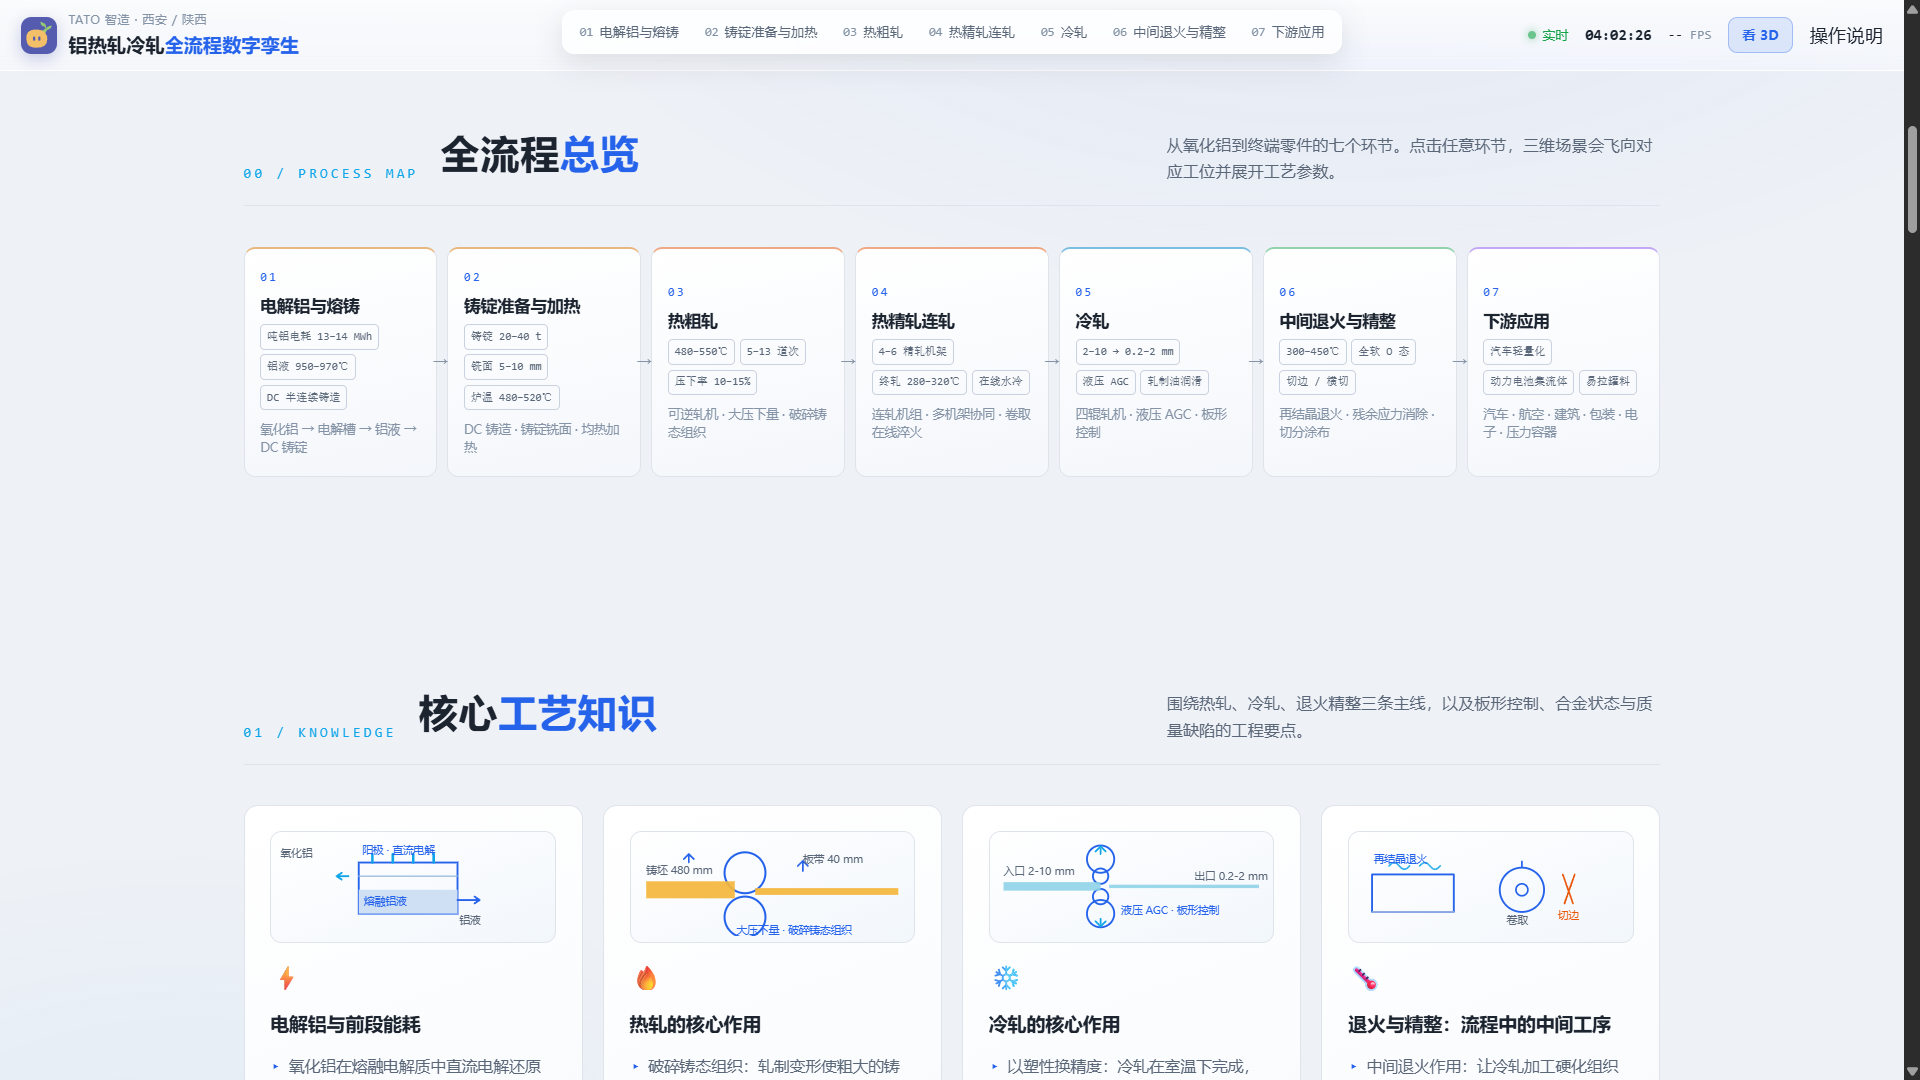 TATO 智造 · 西安 / 陕西
铝热轧冷轧全流程数字孪生
01 电解铝与熔铸
02 铸锭准备与加热
03 热粗轧
04 热精轧连轧
05 冷轧
06 中间退火与精整
07 下游应用
实时
04:02:26
-- FPS
看 3D
操作说明
00 / PROCESS MAP
全流程总览
从氧化铝到终端零件的七个环节。点击任意环节，三维场景会飞向对
应工位并展开工艺参数。
01
电解铝与熔铸
吨铝电耗 13–14 MWh
铝液 950–970℃
DC 半连续铸造
氧化铝 → 电解槽 → 铝液 →
DC 铸锭
→
02
铸锭准备与加热
铸锭 20–40 t
铣面 5–10 mm
炉温 480–520℃
DC 铸造 · 铸锭铣面 · 均热加
热
→
03
热粗轧
480–550℃
5–13 道次
压下率 10–15%
可逆轧机 · 大压下量 · 破碎铸
态组织
→
04
热精轧连轧
4–6 精轧机架
终轧 280–320℃
在线水冷
连轧机组 · 多机架协同 · 卷取
在线淬火
→
05
冷轧
2–10 → 0.2–2 mm
液压 AGC
轧制油润滑
四辊轧机 · 液压 AGC · 板形
控制
→
06
中间退火与精整
300–450℃
全软 O 态
切边 / 横切
再结晶退火 · 残余应力消除 ·
切分涂布
→
07
下游应用
汽车轻量化
动力电池集流体
易拉罐料
汽车 · 航空 · 建筑 · 包装 · 电
子 · 压力容器
01 / KNOWLEDGE
核心工艺知识
围绕热轧、冷轧、退火精整三条主线，以及板形控制、合金状态与质
量缺陷的工程要点。
氧化铝
阳极 · 直流电解
熔融铝液
铝液
电解铝与前段能耗
▸ 氧化铝在熔融电解质中直流电解还原
铸坯 480 mm
板带 40 mm
大压下量 · 破碎铸态组织
热轧的核心作用
▸ 破碎铸态组织：轧制变形使粗大的铸
入口 2-10 mm
出口 0.2-2 mm
液压 AGC · 板形控制
冷轧的核心作用
▸ 以塑性换精度：冷轧在室温下完成，
再结晶退火
卷取
切边
退火与精整：流程中的中间工序
▸ 中间退火作用：让冷轧加工硬化组织